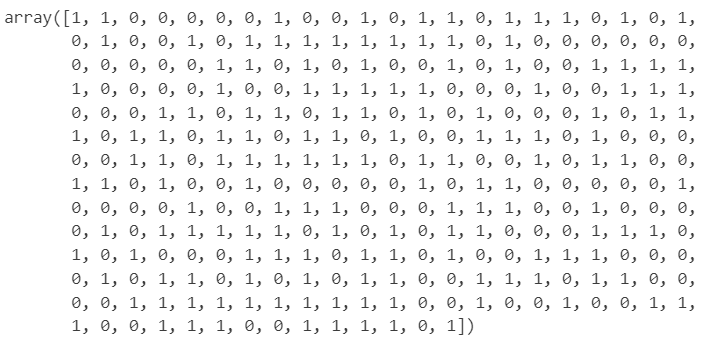 array([1, 1, 0, 0, 0, 0, 0, 1, 0, 0, 1, 0, 1, 1, 0, 1, 1, 1, 0, 1, 0, 1,
0, 1, 0, 0, 1, 0, 1, 1, 1, 1, 1, 1, 1, 1, 0, 1, 0, 0, 0, 0, 0, 0,
0, 0, 0, 0, 0, 1, 1, 0, 1, 0, 1, 0, 0, 1, 0, 1, 0, 0, 1, 1, 1, 1,
1, 0, 0, 0, 0, 1, 0, 0, 1, 1, 1, 1, 1, 0, 0, 0, 1, 0, 0, 1, 1, 1,
0, 0, 0, 1, 1, 0, 1, 1, 0, 1, 1, 0, 1, 0, 1, 0, 0, 0, 1, 0, 1, 1,
1, 0, 1, 1, 0, 1, 1, 0, 1, 1, 0, 1, 0, 0, 1, 1, 1, 0, 1, 0, 0, 0,
0, 0, 1, 1, 0, 1, 1, 1, 1, 1, 1, 0, 1, 1, 0, 0, 1, 0, 1, 1, 0, 0,
1, 1, 0, 1, 0, 0, 1, 0, 0, 0, 0, 0, 1, 0, 1, 1, 0, 0, 0, 0, 0, 1,
0, 0, 0, 0, 1, 0, 0, 1, 1, 1, 0, 0, 0, 1, 1, 1, 0, 0, 1, 0, 0, 0,
0, 1, 0, 1, 1, 1, 1, 1, 0, 1, 0, 1, 0, 1, 1, 0, 0, 0, 1, 1, 1, 0,
1, 0, 1, 0, 0, 0, 1, 1, 1, 0, 1, 1, 0, 1, 0, 0, 1, 1, 1, 0, 0, 0,
0, 1, 0, 1, 1, 0, 1, 0, 1, 0, 1, 1, 0, 0, 1, 1, 1, 0, 1, 1, 0, 0,
0, 0, 1, 1, 1, 1, 1, 1, 1, 1, 1, 1, 0, 0, 1, 0, 0, 1, 0, 0, 1, 1,
1, 0, 0, 1, 1, 1, 0, 0, 1, 1, 1, 1, 0, 1])